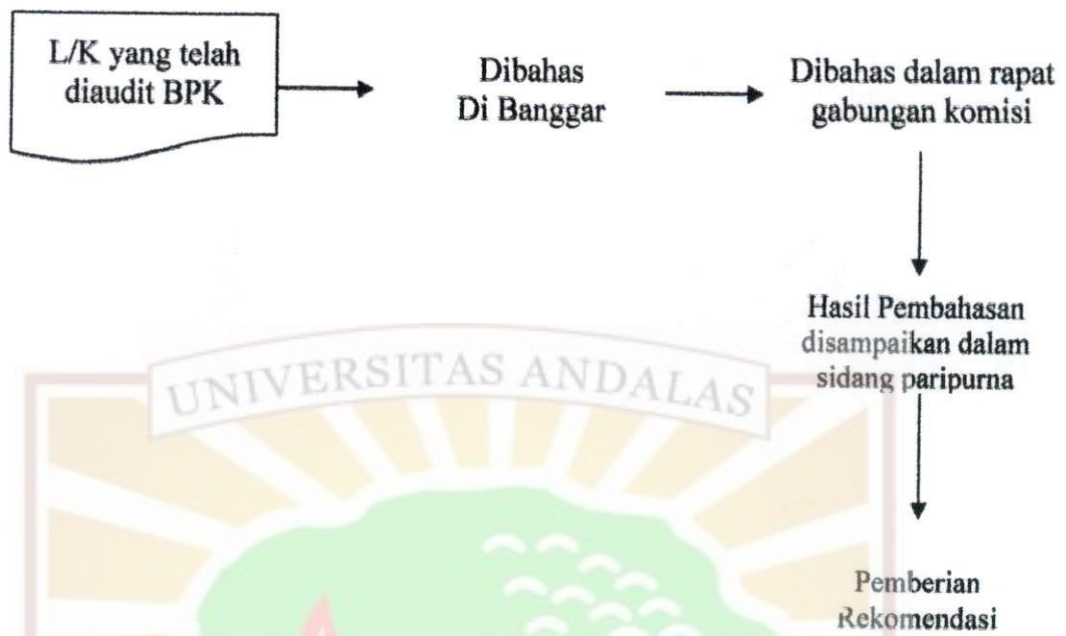 L/K yang telah
diaudit BPK
Dibahas
Di Banggar
Dibahas dalam rapat
gabungan komisi
Hasil Pembahasan
disampaikan dalam
sidang paripurna
Pemberian
Rekomendasi
UNIVERSITAS ANDALAS